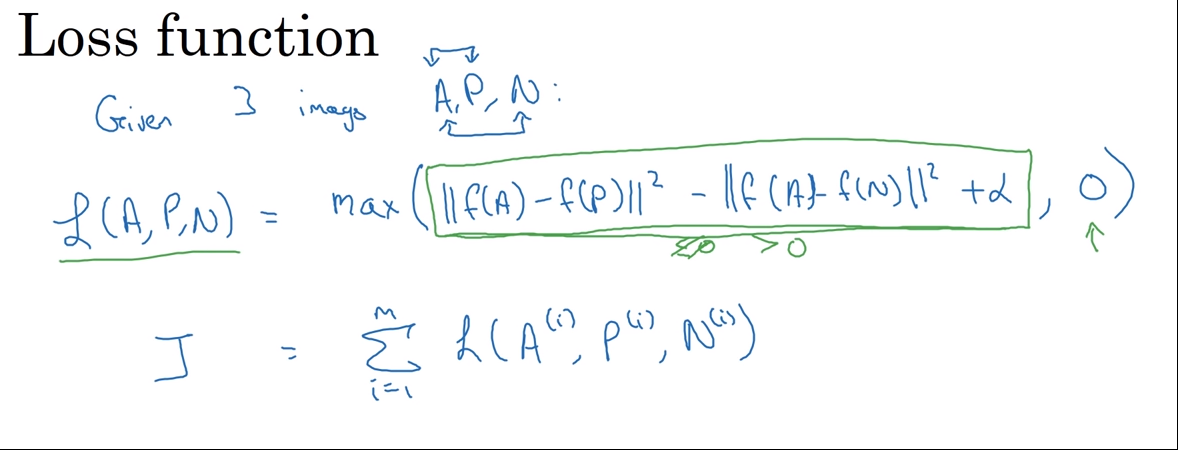 Loss function
Given 3 images A, P, N:
L(A, P, N) = max(||f(A) - f(P)||² - ||f(A) - f(N)||² + α, 0)
≤0 >0
J = Σ_{i=1}^{M} L(A^{(i)}, P^{(i)}, N^{(i)})